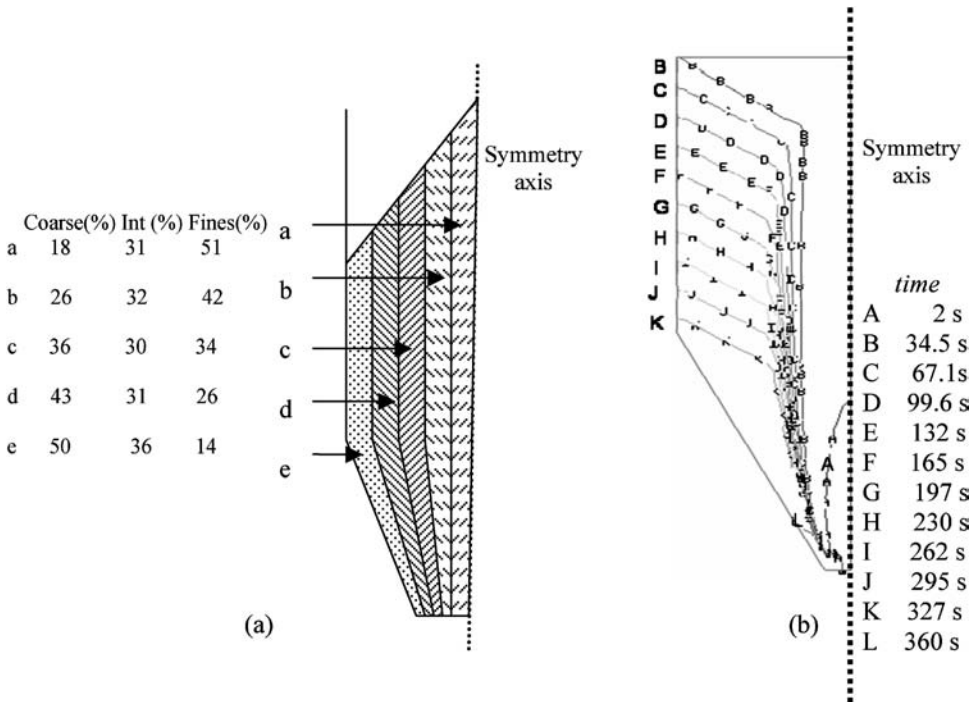 Coarse(%) Int (%) Fines(%)
a 18 31 51
b 26 32 42
c 36 30 34
d 43 31 26
e 50 36 14
a
b
c
d
e
Symmetry
axis
(a)
B
C
D
E
F
G
H
I
J
K
A
L
Symmetry
axis
time
A 2 s
B 34.5 s
C 67.1s
D 99.6 s
E 132 s
F 165 s
G 197 s
H 230 s
I 262 s
J 295 s
K 327 s
L 360 s
(b)